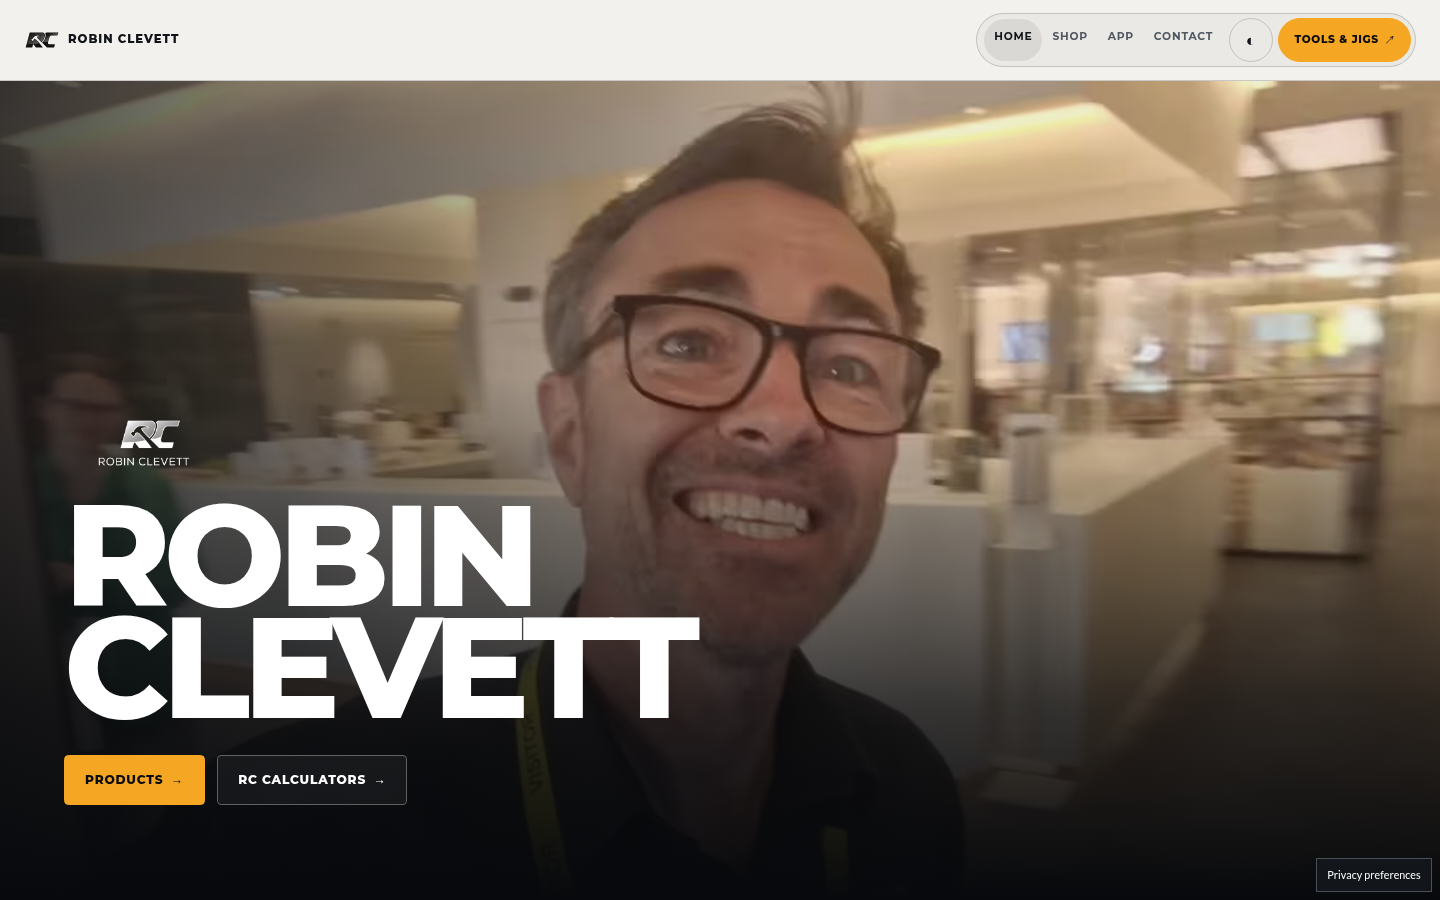 RC ROBIN CLEVETT
HOME SHOP APP CONTACT TOOLS & JIGS ↗
RC
ROBIN CLEVETT
ROBIN
CLEVETT
PRODUCTS →
RC CALCULATORS →
VISITO
Privacy preferences